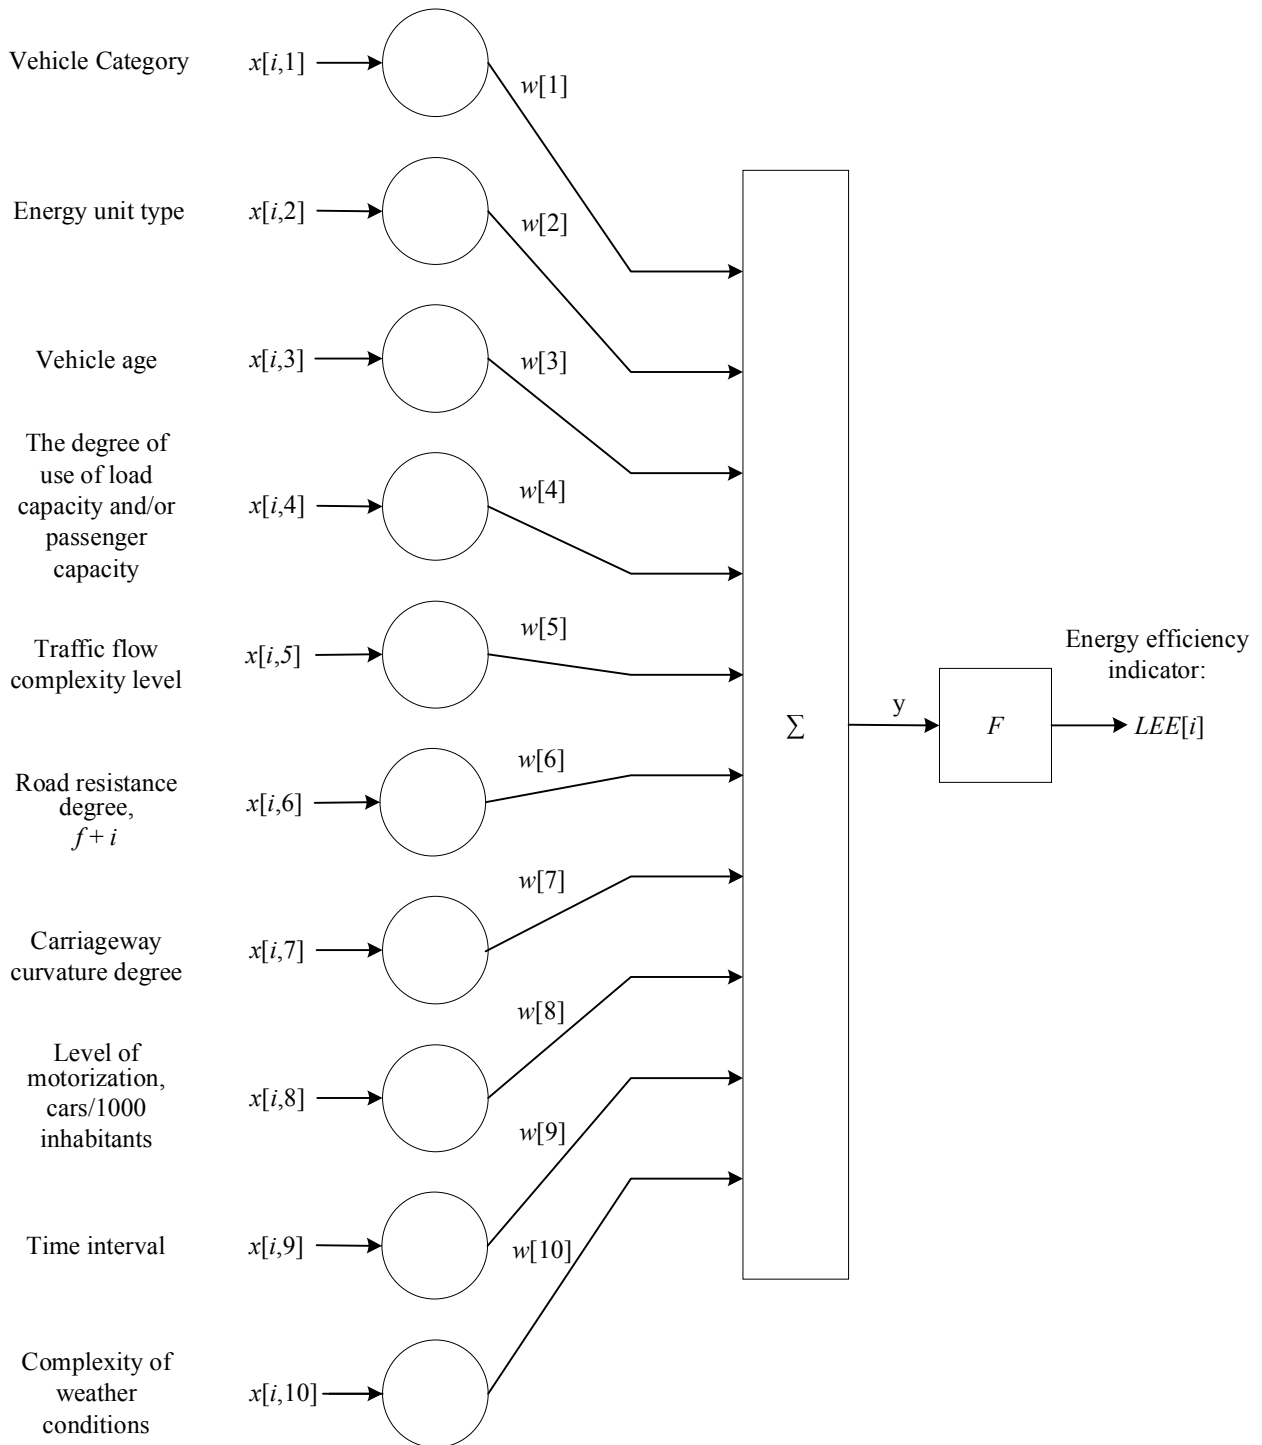 Vehicle Category
x[i,1]
w[1]
Energy unit type
x[i,2]
w[2]
Vehicle age
x[i,3]
w[3]
The degree of
use of load
capacity and/or
passenger
capacity
x[i,4]
w[4]
Traffic flow
complexity level
x[i,5]
w[5]
Road resistance
degree,
f + i
x[i,6]
w[6]
Carriageway
curvature degree
x[i,7]
w[7]
Level of
motorization,
cars/1000
inhabitants
x[i,8]
w[8]
Time interval
x[i,9]
w[9]
Complexity of
weather
conditions
x[i,10]
w[10]
∑
y
F
Energy efficiency
indicator:
LEE[i]